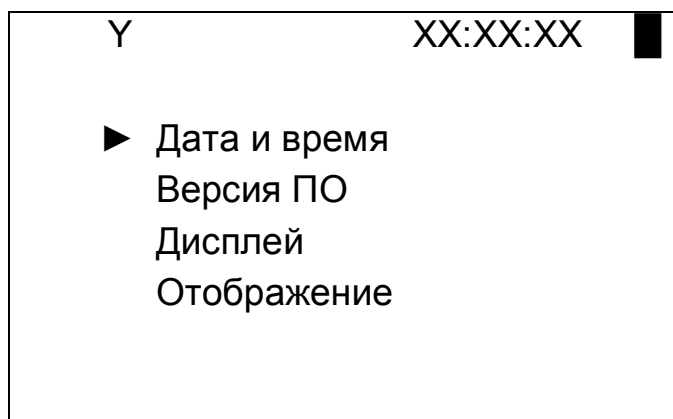 Y XX:XX:XX
► Дата и время
Версия ПО
Дисплей
Отображение